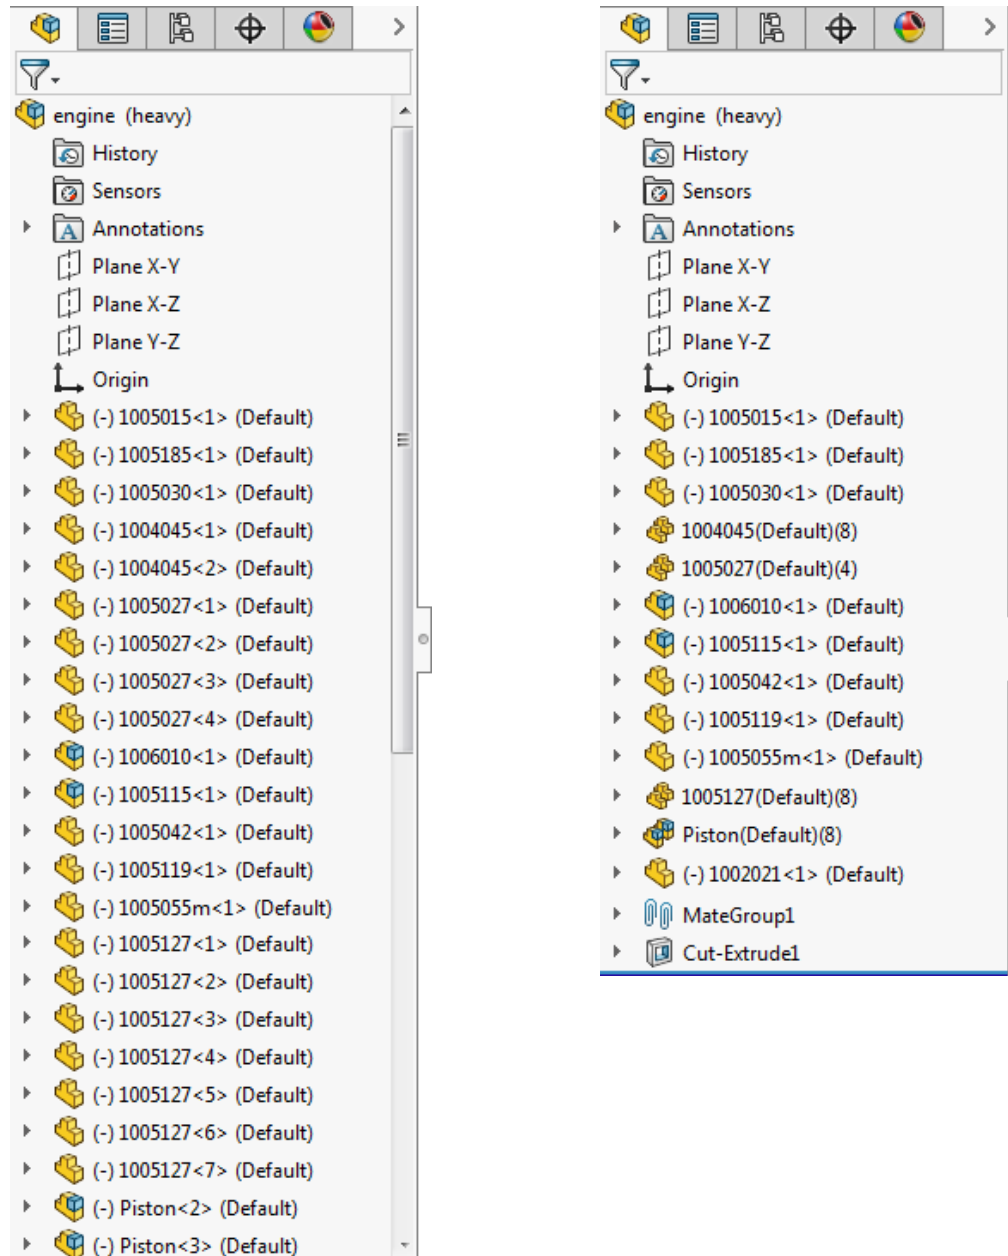 engine (heavy)
History
Sensors
Annotations
Plane X-Y
Plane X-Z
Plane Y-Z
Origin
(-) 1005015<1> (Default)
(-) 1005185<1> (Default)
(-) 1005030<1> (Default)
(-) 1004045<1> (Default)
(-) 1004045<2> (Default)
(-) 1005027<1> (Default)
(-) 1005027<2> (Default)
(-) 1005027<3> (Default)
(-) 1005027<4> (Default)
(-) 1006010<1> (Default)
(-) 1005115<1> (Default)
(-) 1005042<1> (Default)
(-) 1005119<1> (Default)
(-) 1005055m<1> (Default)
(-) 1005127<1> (Default)
(-) 1005127<2> (Default)
(-) 1005127<3> (Default)
(-) 1005127<4> (Default)
(-) 1005127<5> (Default)
(-) 1005127<6> (Default)
(-) 1005127<7> (Default)
(-) Piston<2> (Default)
(-) Piston<3> (Default)
engine (heavy)
History
Sensors
Annotations
Plane X-Y
Plane X-Z
Plane Y-Z
Origin
(-) 1005015<1> (Default)
(-) 1005185<1> (Default)
(-) 1005030<1> (Default)
1004045(Default)(8)
1005027(Default)(4)
(-) 1006010<1> (Default)
(-) 1005115<1> (Default)
(-) 1005042<1> (Default)
(-) 1005119<1> (Default)
(-) 1005055m<1> (Default)
1005127(Default)(8)
Piston(Default)(8)
(-) 1002021<1> (Default)
MateGroup1
Cut-Extrude1